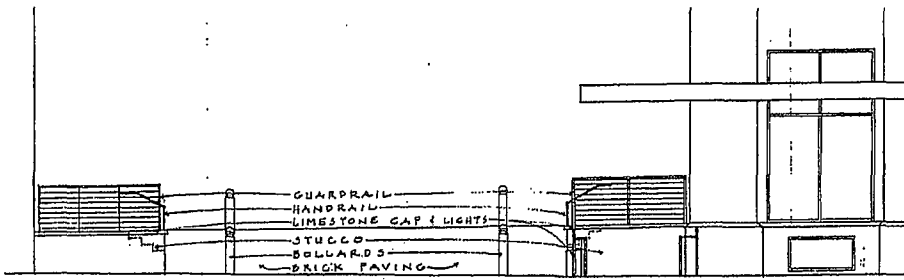 GUARDRAIL
HANDRAIL
LIMESTONE CAP & LIGHTS
STUCCO
BOLLARDS
BRICK PAVING